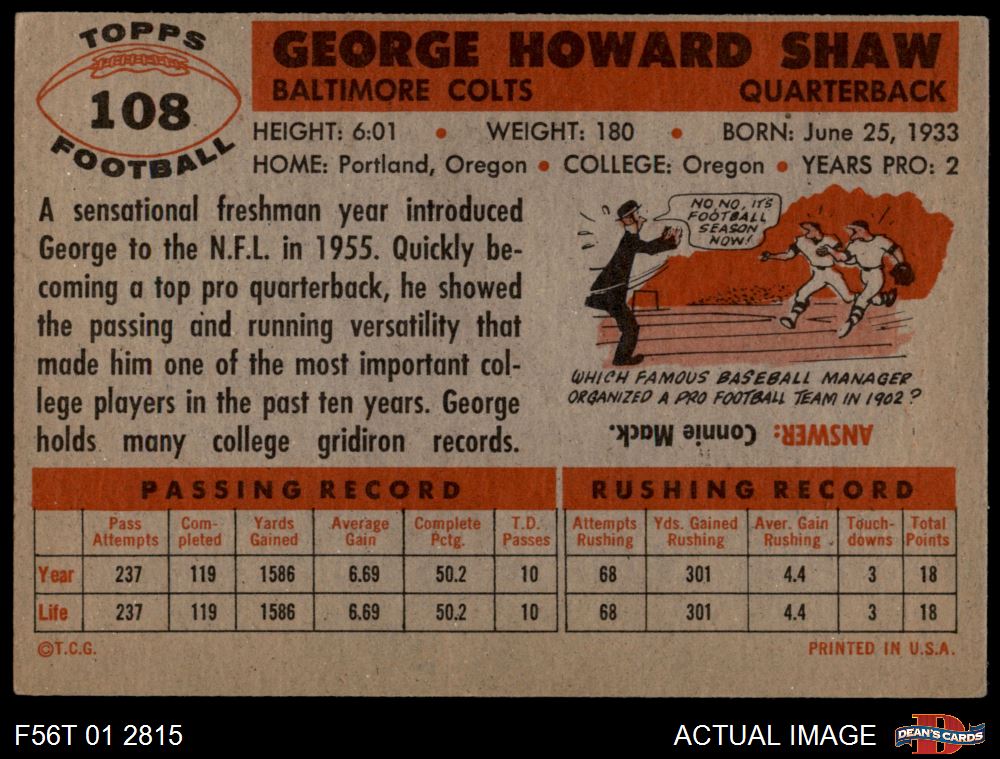 TOPPS
108
FOOTBALL
GEORGE HOWARD SHAW
BALTIMORE COLTS QUARTERBACK
HEIGHT: 6:01 • WEIGHT: 180 • BORN: June 25, 1933
HOME: Portland, Oregon • COLLEGE: Oregon • YEARS PRO: 2
A sensational freshman year introduced
George to the N.F.L. in 1955. Quickly be-
coming a top pro quarterback, he showed
the passing and running versatility that
made him one of the most important col-
lege players in the past ten years. George
holds many college gridiron records.
NO, NO, IT'S
FOOTBALL
SEASON
NOW!
WHICH FAMOUS BASEBALL MANAGER
ORGANIZED A PRO FOOTBALL TEAM IN 1902?
ANSWER: Connie Mack.
PASSING RECORD
Pass Attempts Com-pleted Yards Gained Average Gain Complete Pctg. T.D. Passes
Year 237 119 1586 6.69 50.2 10
Life 237 119 1586 6.69 50.2 10
RUSHING RECORD
Attempts Rushing Yds. Gained Rushing Aver. Gain Rushing Touch-downs Total Points
68 301 4.4 3 18
68 301 4.4 3 18
©T.C.G. PRINTED IN U.S.A.
F56T 01 2815 ACTUAL IMAGE
D
DEAN'S CARDS